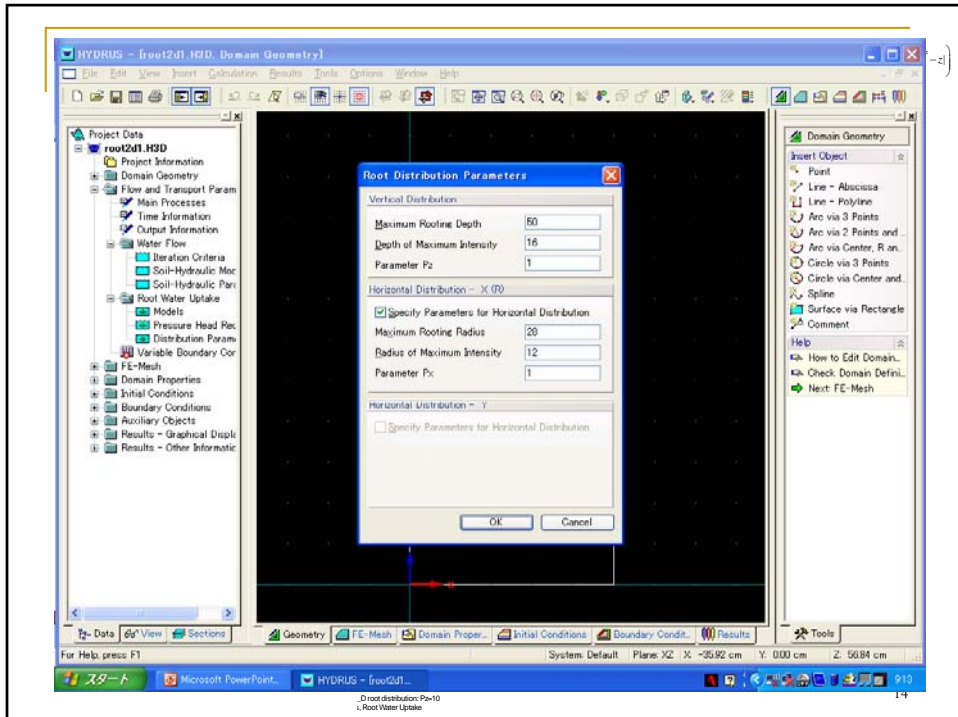 HYDRUS - [root2d1.H3D, Domain Geometry]
File Edit View Insert Calculation Results Tools Options Window Help
-z|)
Project Data
root2d1.H3D
Project Information
Domain Geometry
Flow and Transport Param
Main Processes
Time Information
Output Information
Water Flow
Iteration Criteria
Soil-Hydraulic Moc
Soil-Hydraulic Para
Root Water Uptake
Models
Pressure Head Rec
Distribution Parame
Variable Boundary Cor
FE-Mesh
Domain Properties
Initial Conditions
Boundary Conditions
Auxiliary Objects
Results - Graphical Displa
Results - Other Informatic
Root Distribution Parameters
Vertical Distribution
Maximum Rooting Depth 50
Depth of Maximum Intensity 16
Parameter Pz 1
Horizontal Distribution - X (R)
Specify Parameters for Horizontal Distribution
Maximum Rooting Radius 28
Radius of Maximum Intensity 12
Parameter Px 1
Horizontal Distribution - Y
Specify Parameters for Horizontal Distribution
OK Cancel
Domain Geometry
Insert Object
Point
Line - Abscissa
Line - Polyline
Arc via 3 Points
Arc via 2 Points and
Arc via Center, R an..
Circle via 3 Points
Circle via Center and.
Spline
Surface via Rectangle
Comment
Help
How to Edit Domain..
Check Domain Defini..
Next: FE-Mesh
Data View Sections
Geometry FE-Mesh Domain Proper.. Initial Conditions Boundary Condit.. Results
Tools
For Help, press F1
System: Default Plane: XZ X: -35.92 cm Y: 0.00 cm Z: 56.84 cm
スタート Microsoft PowerPoint.. HYDRUS - [root2d1... 9:13
_D root distribution: Pz=10
s, Root Water Uptake
14